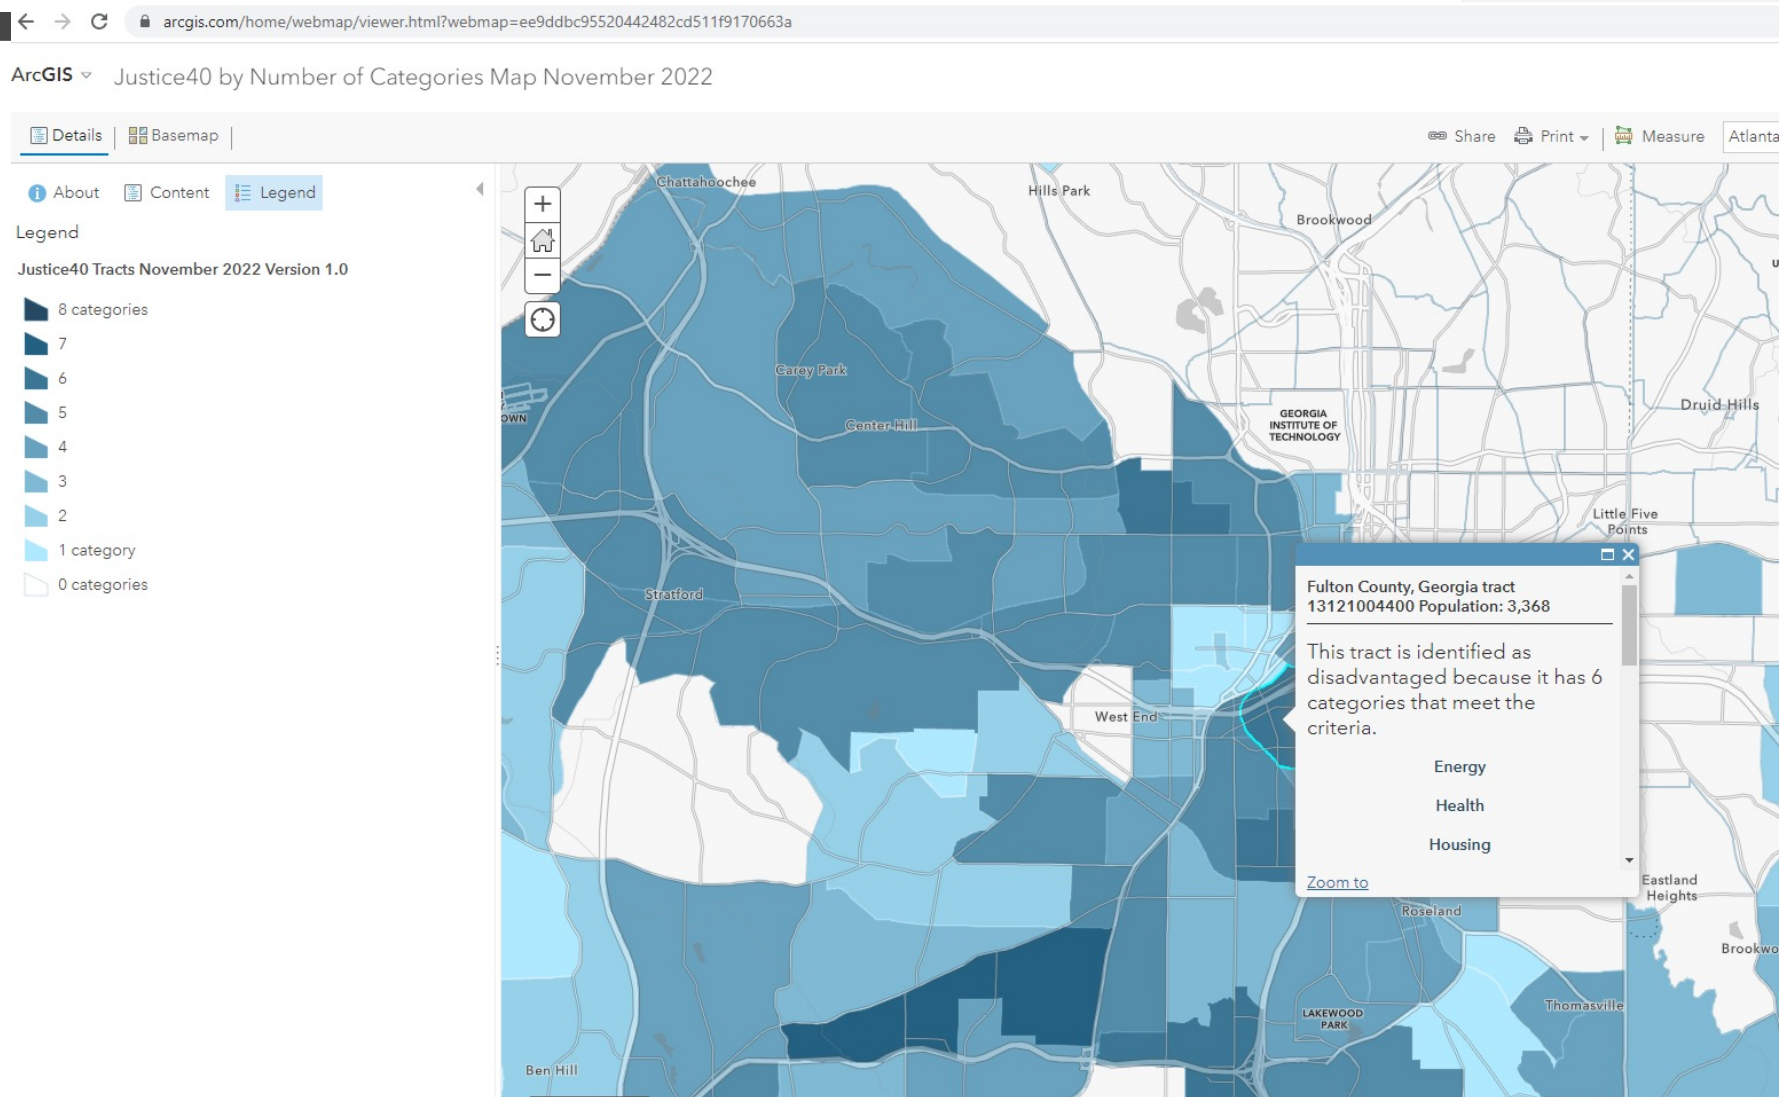 arcgis.com/home/webmap/viewer.html?webmap=ee9ddbc95520442482cd511f9170663a
ArcGIS Justice40 by Number of Categories Map November 2022
Details Basemap Share Print Measure Atlanta
About Content Legend
Legend
Justice40 Tracts November 2022 Version 1.0
8 categories
7
6
5
4
3
2
1 category
0 categories
Chattahoochee
Hills Park
Brookwood
Carey Park
Center Hill
OWN
GEORGIA
INSTITUTE OF
TECHNOLOGY
Druid Hills
Little Five
Points
Stratford
West End
Fulton County, Georgia tract
13121004400 Population: 3,368
This tract is identified as
disadvantaged because it has 6
categories that meet the
criteria.
Energy
Health
Housing
Zoom to
Eastland
Heights
Roseland
Brookwo
Thomasville
LAKEWOOD
PARK
Ben Hill